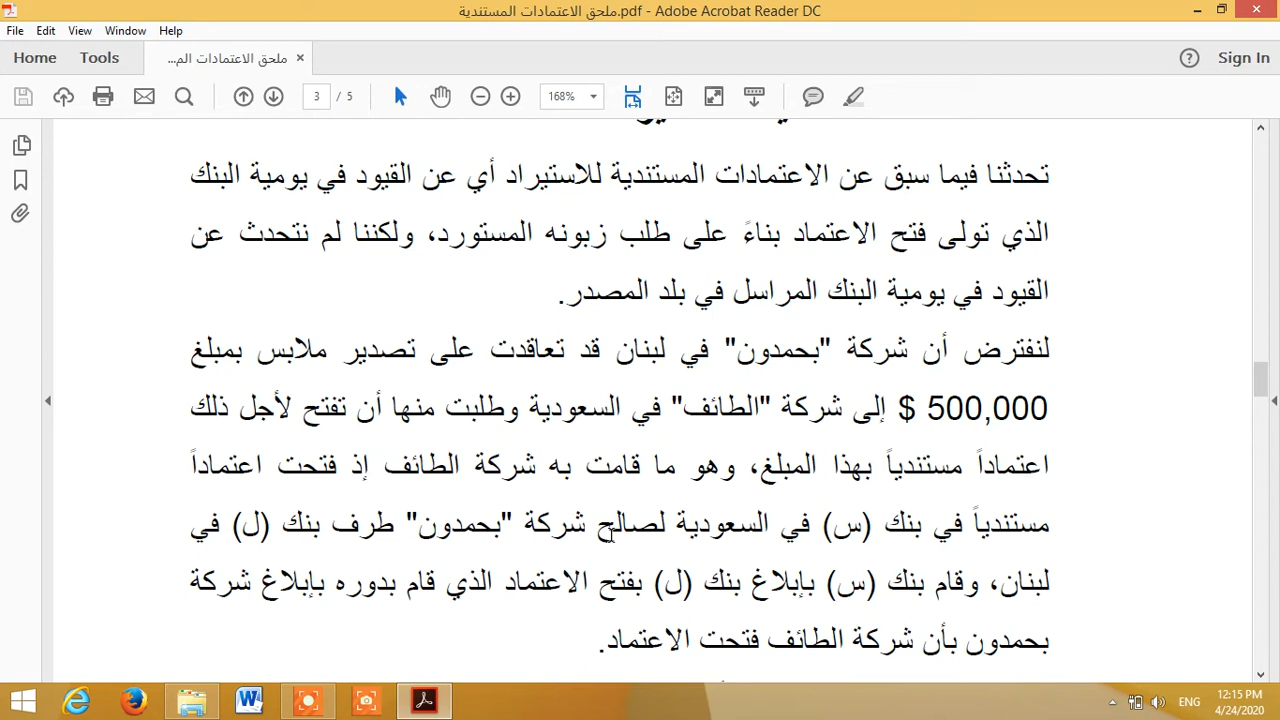 ملحق الاعتمادات المستندية.pdf - Adobe Acrobat Reader DC
File Edit View Window Help
Home Tools ملحق الاعتمادات الم... × ? Sign In
3 / 5 168%
تحدثنا فيما سبق عن الاعتمادات المستندية للاستيراد أي عن القيود في يومية البنك
الذي تولى فتح الاعتماد بناءً على طلب زبونه المستورد، ولكننا لم نتحدث عن
القيود في يومية البنك المراسل في بلد المصدر.
لنفترض أن شركة "بحمدون" في لبنان قد تعاقدت على تصدير ملابس بمبلغ
500,000 $ إلى شركة "الطائف" في السعودية وطلبت منها أن تفتح لأجل ذلك
اعتماداً مستندياً بهذا المبلغ، وهو ما قامت به شركة الطائف إذ فتحت اعتماداً
مستندياً في بنك (س) في السعودية لصالح شركة "بحمدون" طرف بنك (ل) في
لبنان، وقام بنك (س) بإبلاغ بنك (ل) بفتح الاعتماد الذي قام بدوره بإبلاغ شركة
بحمدون بأن شركة الطائف فتحت الاعتماد.
ENG 12:15 PM
4/24/2020